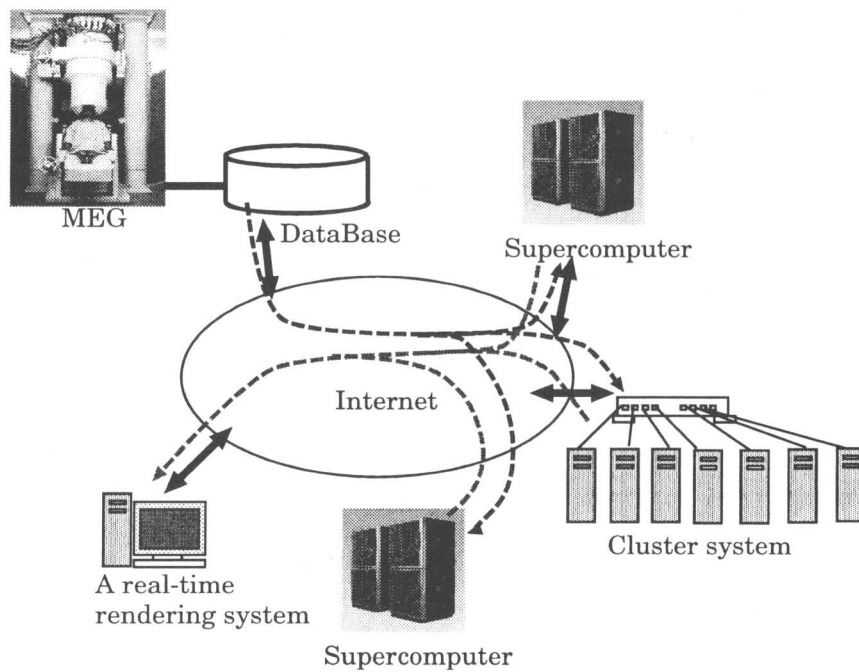 MEG
DataBase
Supercomputer
Internet
Cluster system
A real-time
rendering system
Supercomputer